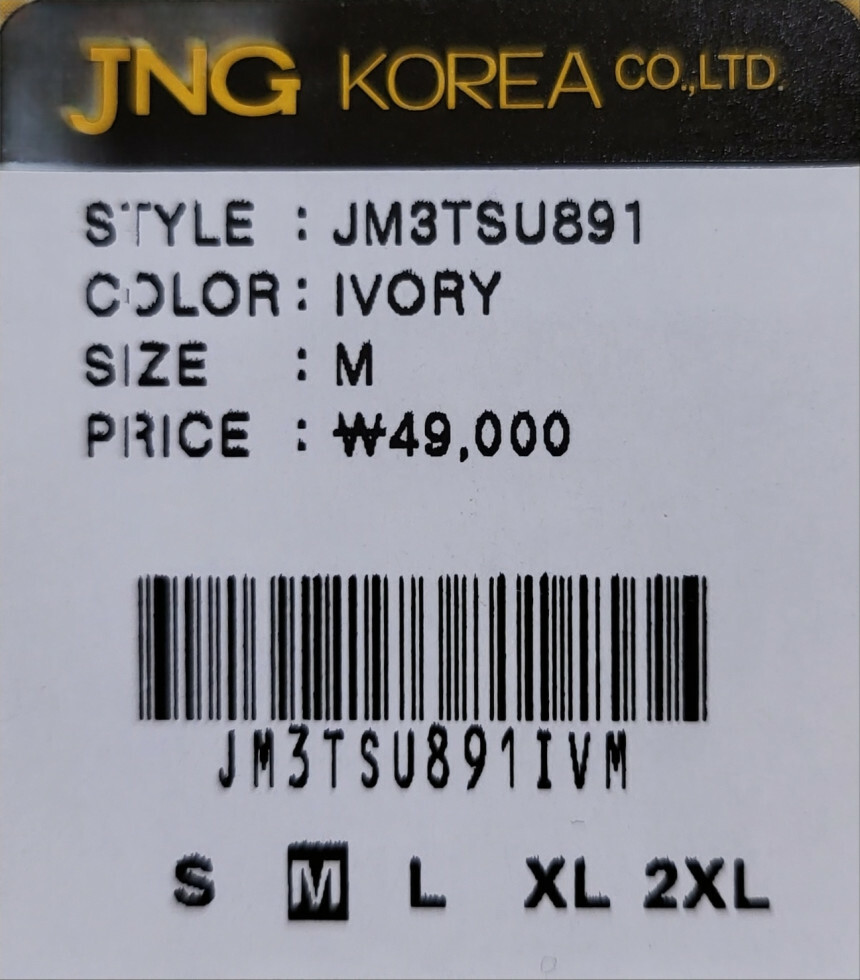 JNG KOREA CO.,LTD.
STYLE : JM3TSU891
COLOR : IVORY
SIZE : M
PRICE : ₩49,000
JM3TSU891IVM
S M L XL 2XL